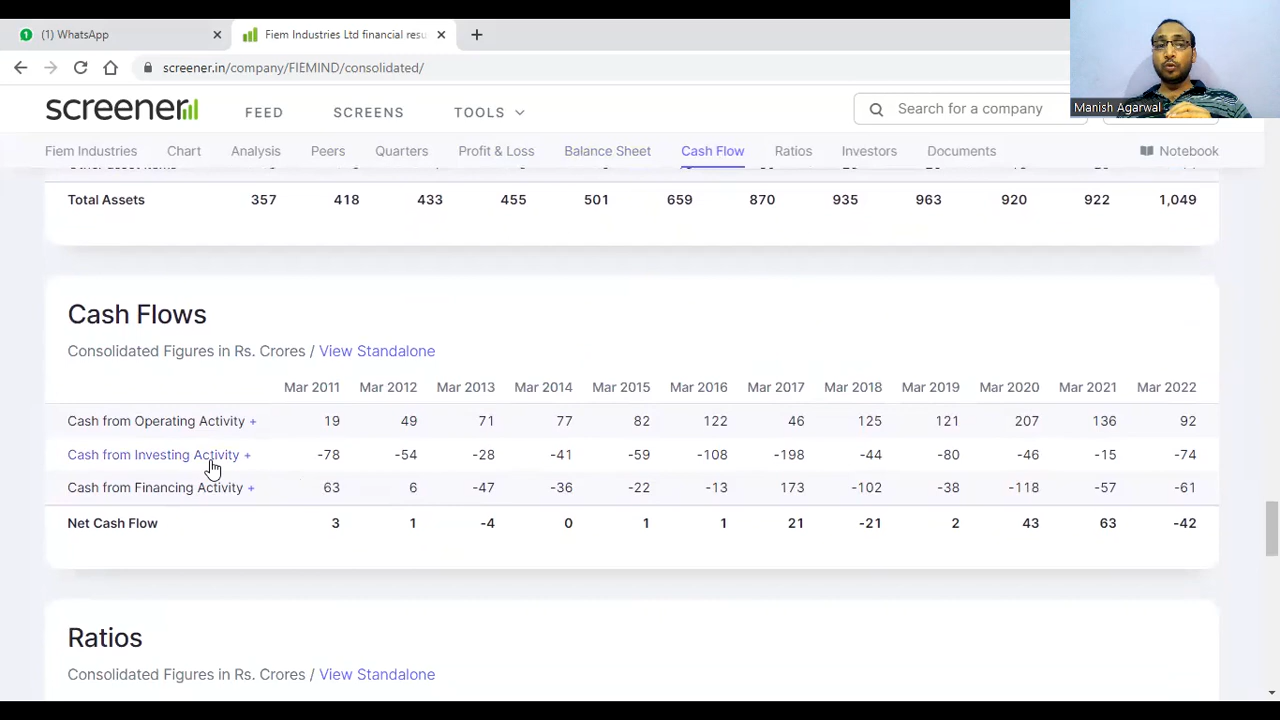 1 (1) WhatsApp
Fiem Industries Ltd financial resu
screener.in/company/FIEMIND/consolidated/
Manish Agarwal
screener FEED SCREENS TOOLS Search for a company
Fiem Industries Chart Analysis Peers Quarters Profit & Loss Balance Sheet Cash Flow Ratios Investors Documents Notebook
Total Assets 357 418 433 455 501 659 870 935 963 920 922 1,049
Cash Flows
Consolidated Figures in Rs. Crores / View Standalone
Mar 2011 Mar 2012 Mar 2013 Mar 2014 Mar 2015 Mar 2016 Mar 2017 Mar 2018 Mar 2019 Mar 2020 Mar 2021 Mar 2022
Cash from Operating Activity + 19 49 71 77 82 122 46 125 121 207 136 92
Cash from Investing Activity + -78 -54 -28 -41 -59 -108 -198 -44 -80 -46 -15 -74
Cash from Financing Activity + 63 6 -47 -36 -22 -13 173 -102 -38 -118 -57 -61
Net Cash Flow 3 1 -4 0 1 1 21 -21 2 43 63 -42
Ratios
Consolidated Figures in Rs. Crores / View Standalone